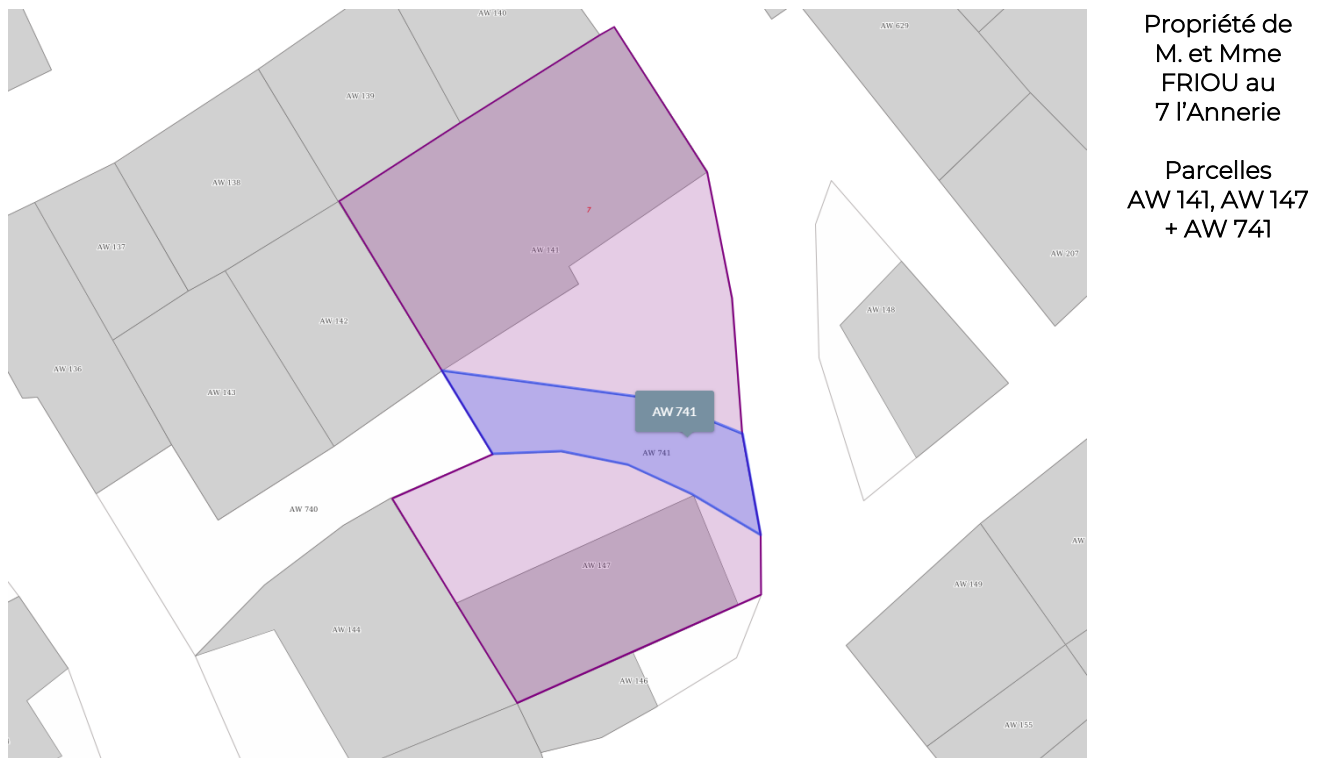 AW 140
AW 629
AW 139
AW 138
7
AW 137
AW 141
AW 207
AW 148
AW 142
AW 136
AW 143
AW 741
AW 741
AW 740
AW
AW 147
AW 149
AW 144
AW 146
AW 155
Propriété de
M. et Mme
FRIOU au
7 l’Annerie
Parcelles
AW 141, AW 147
+ AW 741